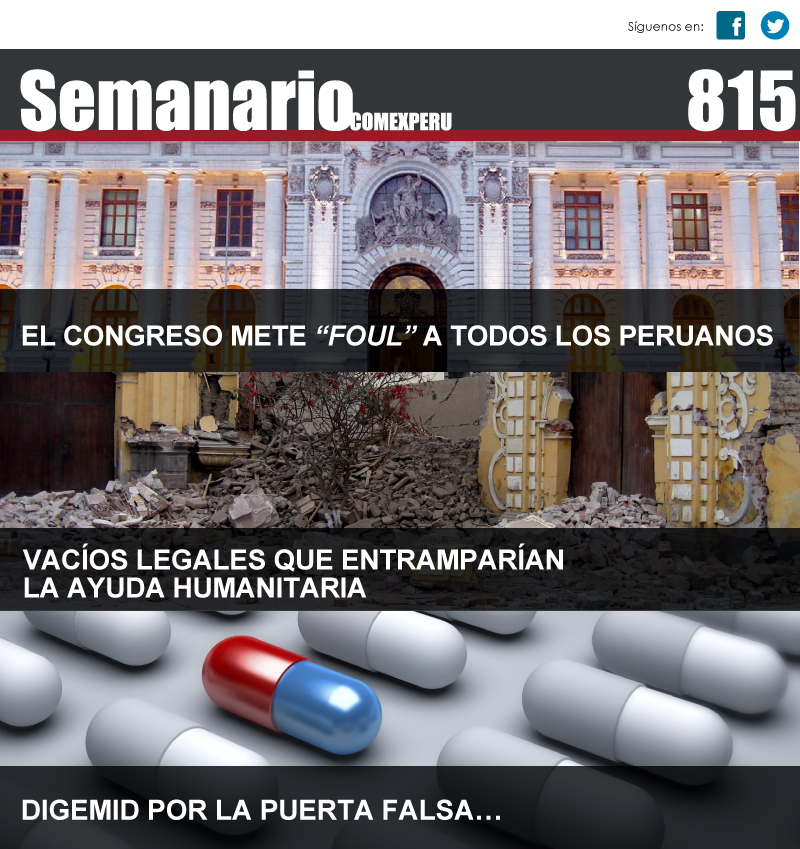 Síguenos en:
Semanario COMEXPERU 815
EL CONGRESO METE “FOUL” A TODOS LOS PERUANOS
VACÍOS LEGALES QUE ENTRAMPARÍAN
LA AYUDA HUMANITARIA
DIGEMID POR LA PUERTA FALSA...